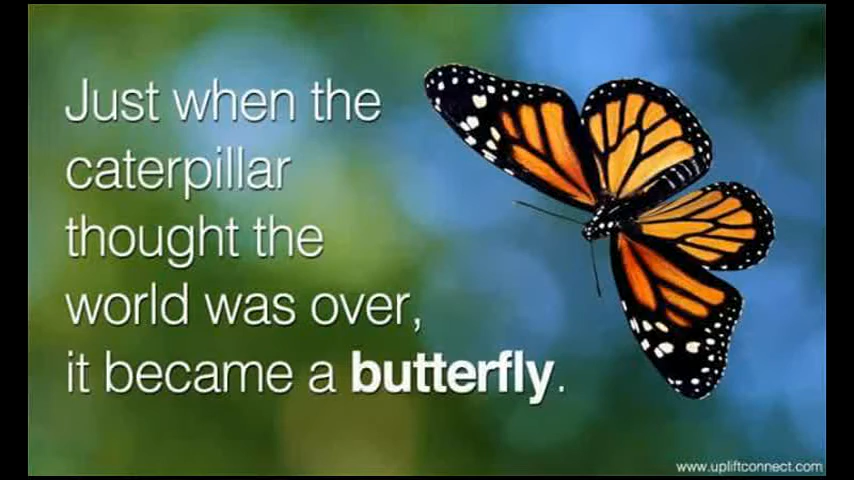 Just when the
caterpillar
thought the
world was over,
it became a butterfly.
www.upliftconnect.com